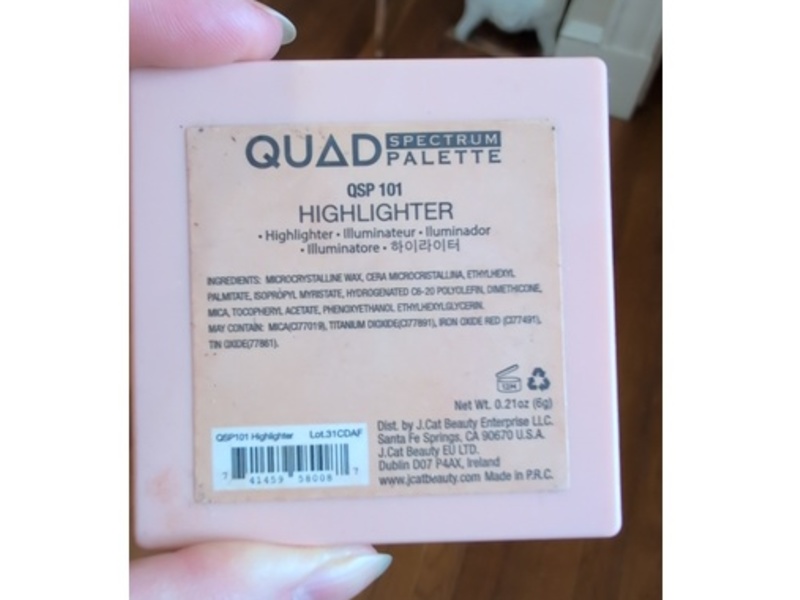 QUAD SPECTRUM PALETTE
QSP 101
HIGHLIGHTER
• Highlighter • Illuminateur • Iluminador
• Illuminatore • 하이라이터
INGREDIENTS: MICROCRYSTALLINE WAX, CERA MICROCRISTALLINA, ETHYLHEXYL
PALMITATE, ISOPROPYL MYRISTATE, HYDROGENATED C6-20 POLYOLEFIN, DIMETHICONE,
MICA, TOCOPHERYL ACETATE, PHENOXYETHANOL ETHYLHEXYLGLYCERIN.
MAY CONTAIN: MICA(CI77019), TITANIUM DIOXIDE(CI77891), IRON OXIDE RED (CI77491),
TIN OXIDE(77861).
12M
Net Wt. 0.21oz (6g)
Dist. by J.Cat Beauty Enterprise LLC.
Santa Fe Springs, CA 90670 U.S.A.
J.Cat Beauty EU LTD.
Dublin D07 P4AX, Ireland
www.jcatbeauty.com Made in P.R.C.
QSP101 Highlighter Lot.31CDAF
7 41459 58008 7